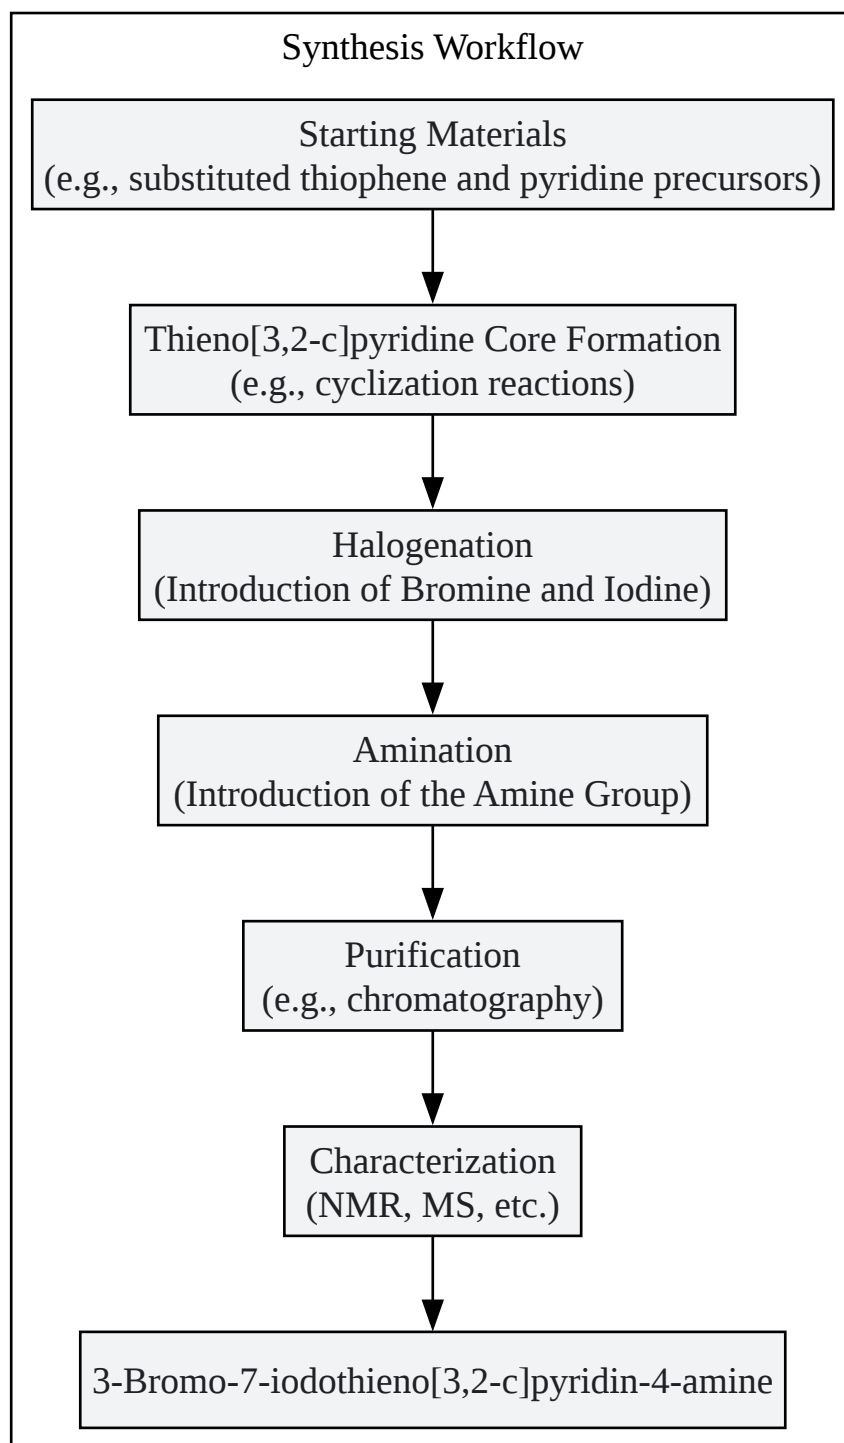 Synthesis Workflow
Starting Materials
(e.g., substituted thiophene and pyridine precursors)
Thieno[3,2-c]pyridine Core Formation
(e.g., cyclization reactions)
Halogenation
(Introduction of Bromine and Iodine)
Amination
(Introduction of the Amine Group)
Purification
(e.g., chromatography)
Characterization
(NMR, MS, etc.)
3-Bromo-7-iodothieno[3,2-c]pyridin-4-amine